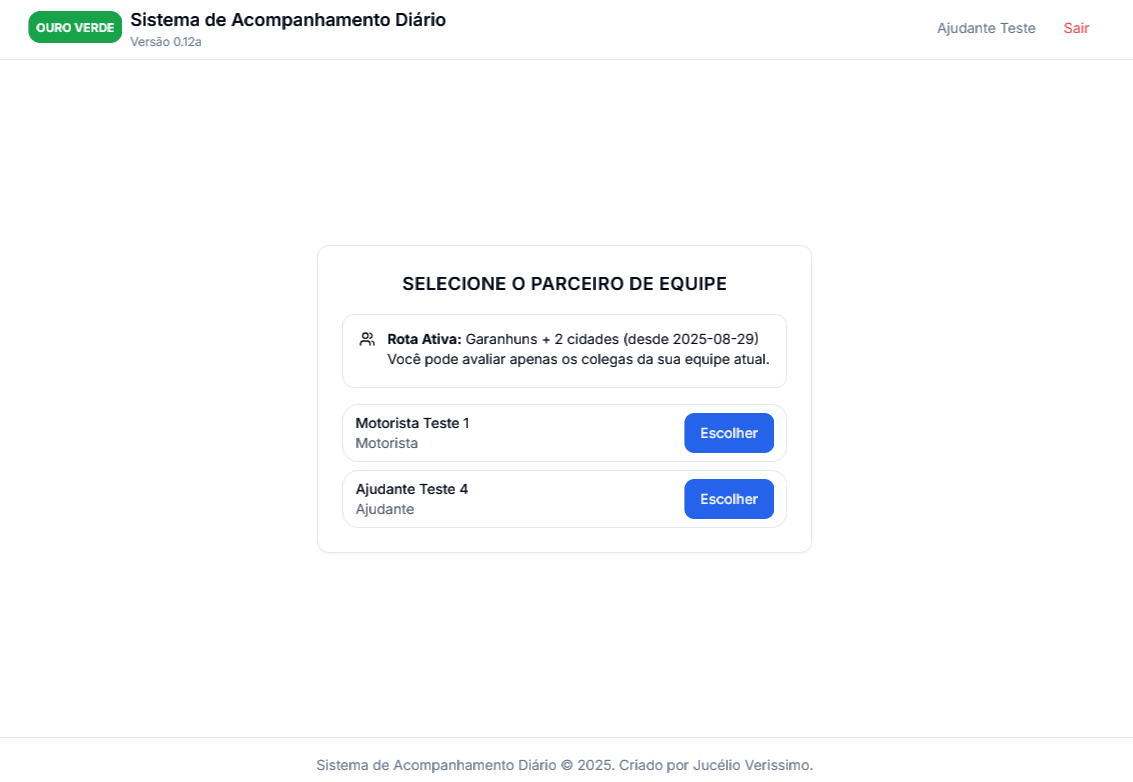 OURO VERDE
Sistema de Acompanhamento Diário
Versão 0.12a
Ajudante Teste
Sair
SELECIONE O PARCEIRO DE EQUIPE
Rota Ativa: Garanhuns + 2 cidades (desde 2025-08-29)
Você pode avaliar apenas os colegas da sua equipe atual.
Motorista Teste 1
Motorista
Escolher
Ajudante Teste 4
Ajudante
Escolher
Sistema de Acompanhamento Diário © 2025. Criado por Jucélio Verissimo.